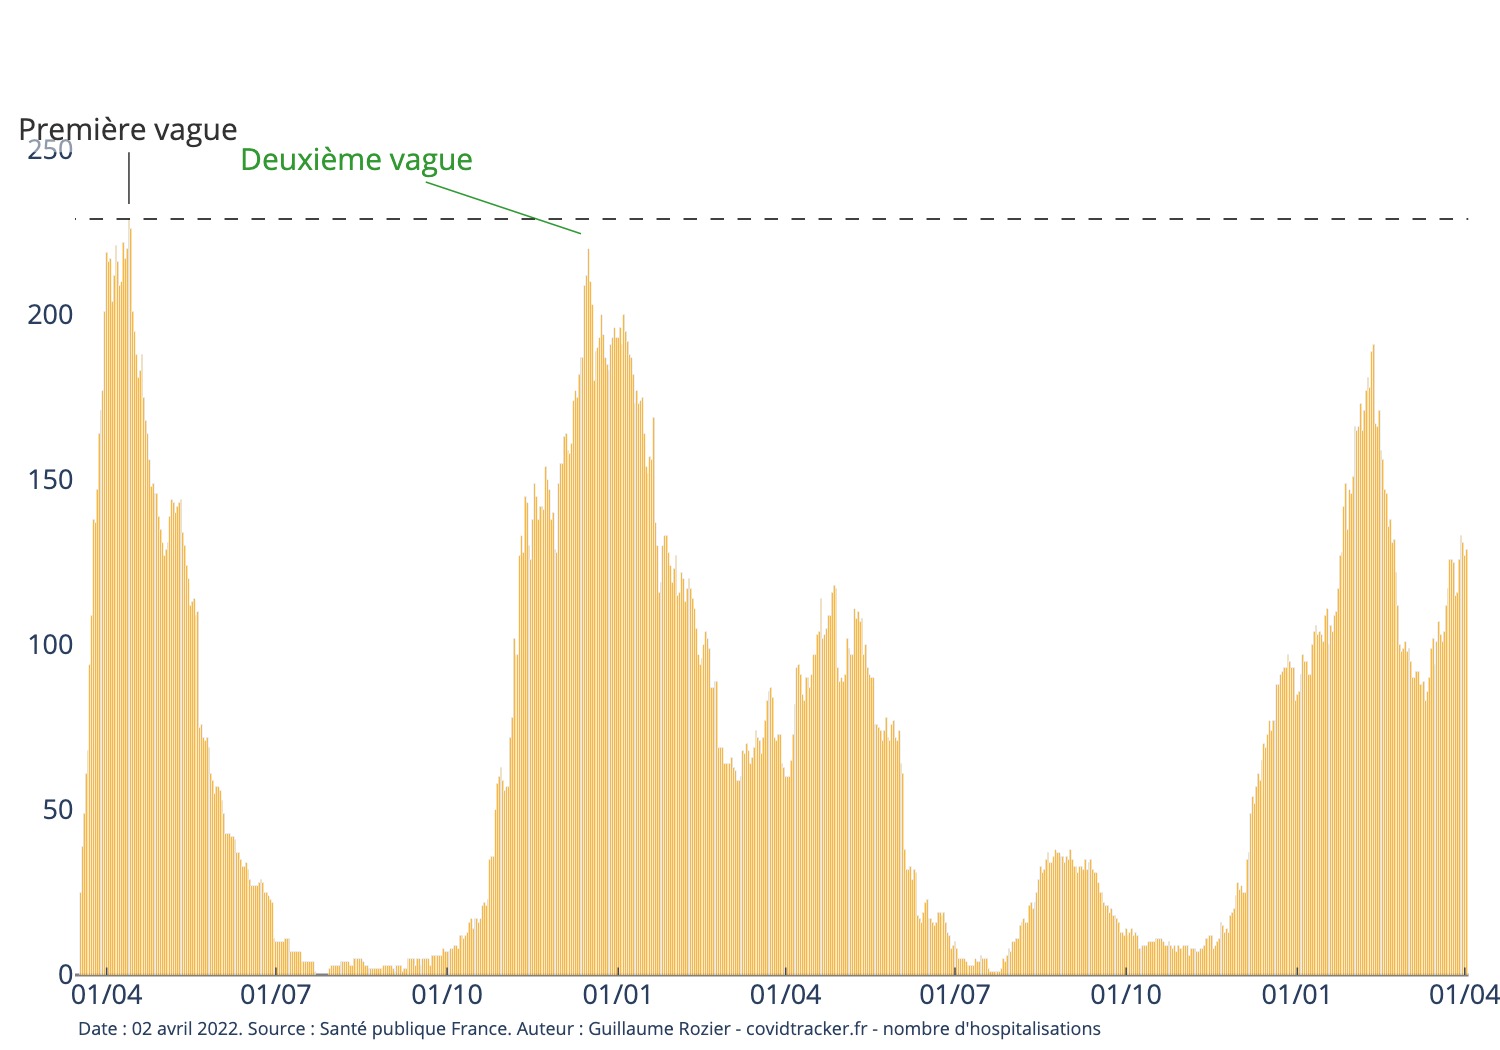 Première vague
250
Deuxième vague
200
150
100
50
0
01/04 01/07 01/10 01/01 01/04 01/07 01/10 01/01 01/04
Date : 02 avril 2022. Source : Santé publique France. Auteur : Guillaume Rozier - covidtracker.fr - nombre d'hospitalisations